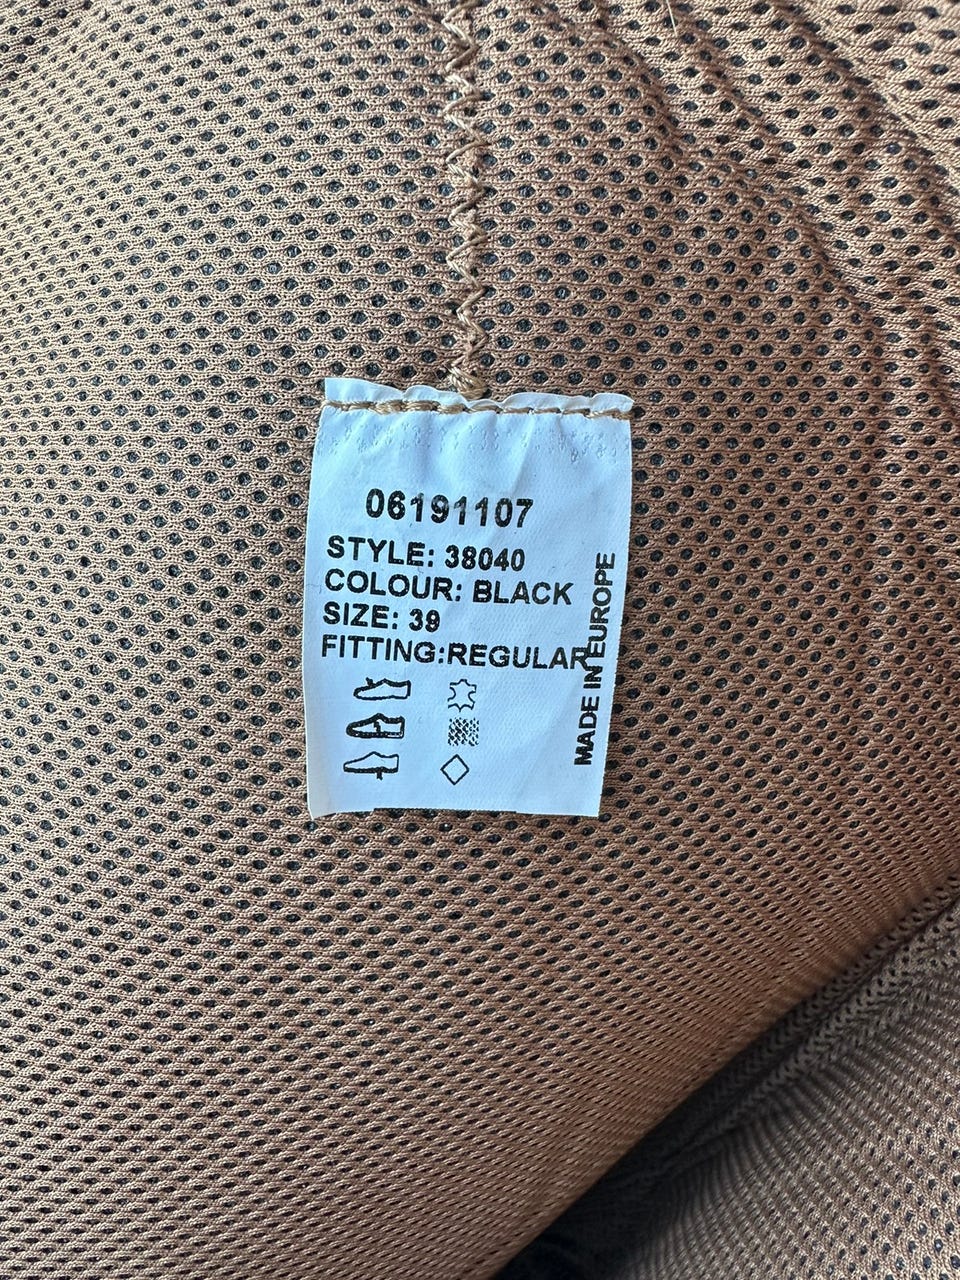 06191107
STYLE: 38040
COLOUR: BLACK
SIZE: 39
FITTING:REGULAR
MADE IN EUROPE